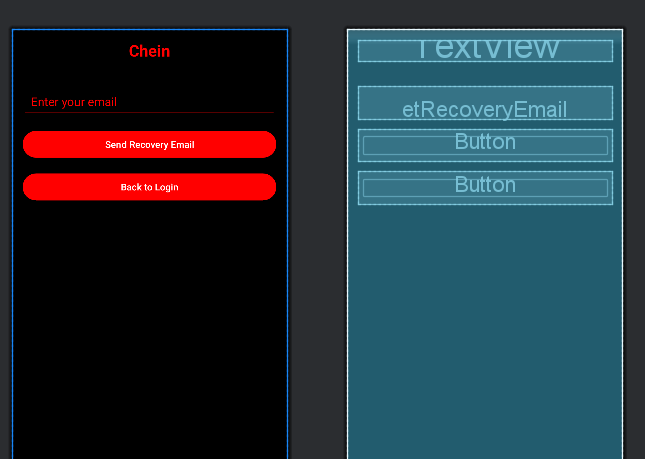 Chein
Enter your email
Send Recovery Email
Back to Login
TextView
etRecoveryEmail
Button
Button